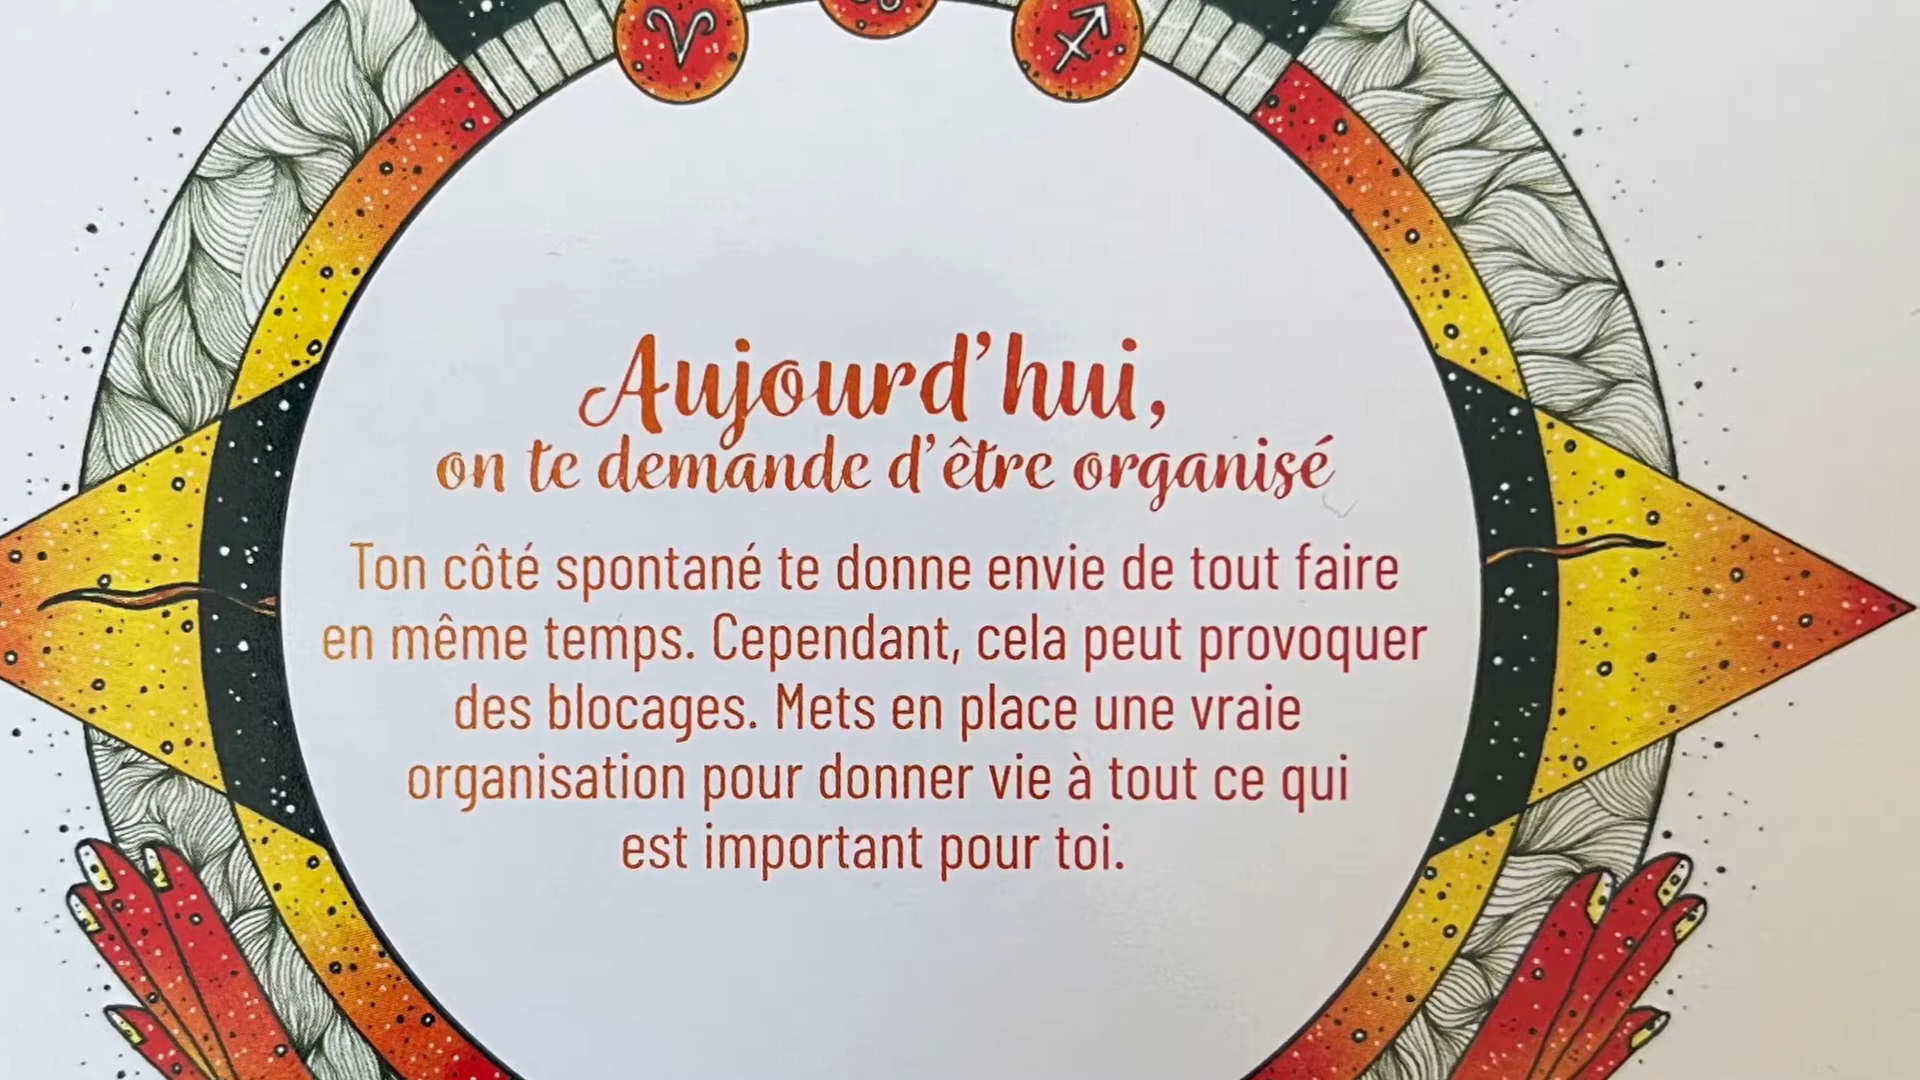 Aujourd'hui,
on te demande d'être organisé
Ton côté spontané te donne envie de tout faire
en même temps. Cependant, cela peut provoquer
des blocages. Mets en place une vraie
organisation pour donner vie à tout ce qui
est important pour toi.